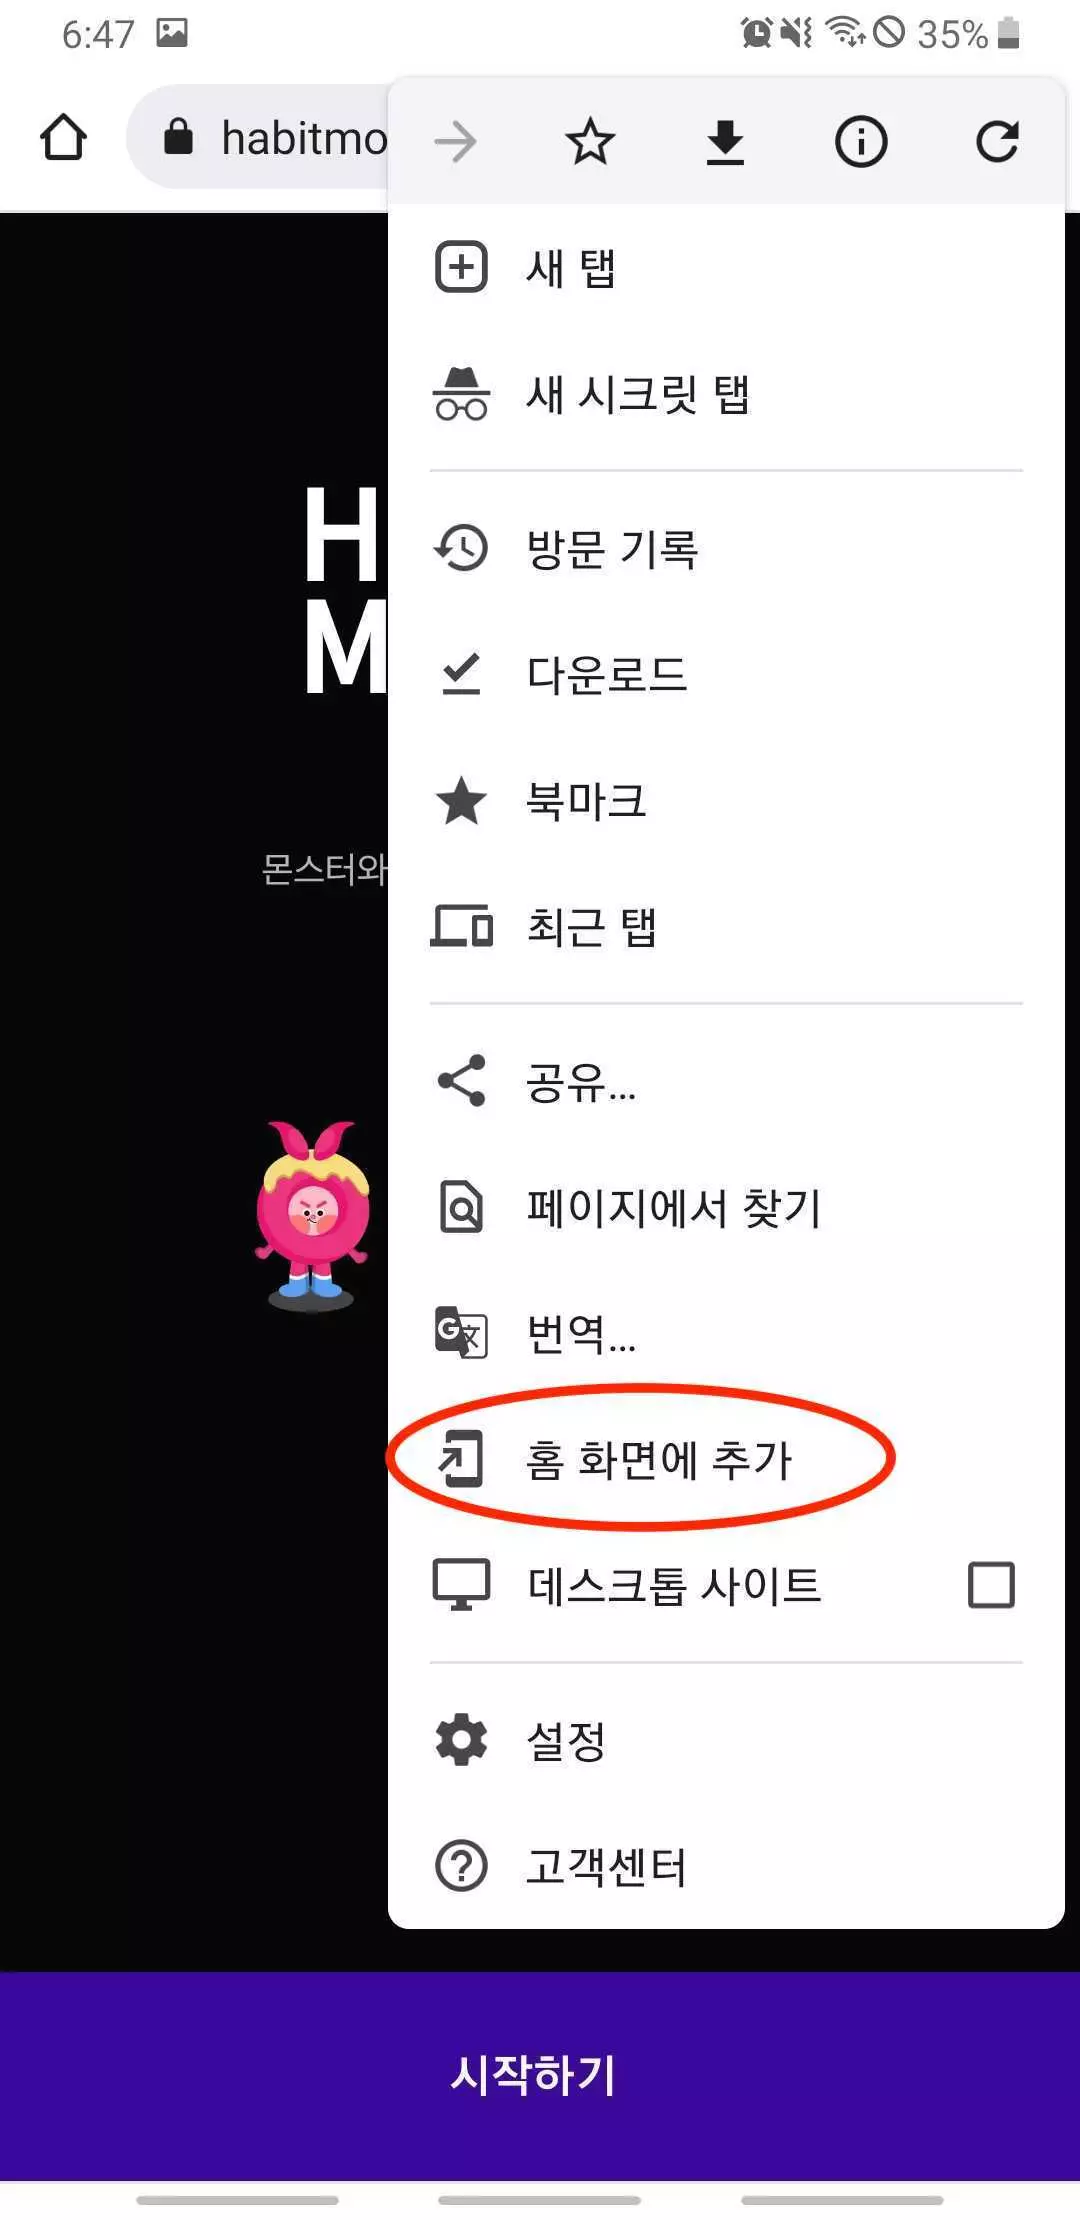 6:47
35%
habitmo
새 탭
새 시크릿 탭
방문 기록
H
다운로드
M
북마크
몬스터와
최근 탭
공유...
페이지에서 찾기
번역...
홈 화면에 추가
데스크톱 사이트
설정
고객센터
시작하기